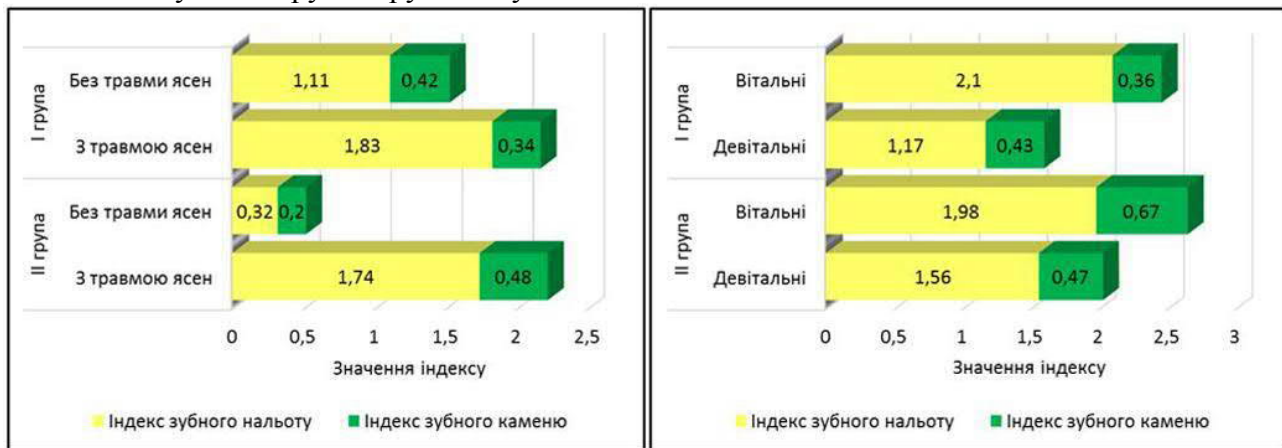 Без травми ясен
1,11
0,42
І група
З травмою ясен
1,83
0,34
Без травми ясен
0,32
0,2
ІІ група
З травмою ясен
1,74
0,48
0 0,5 1 1,5 2 2,5
Значення індексу
Індекс зубного нальоту Індекс зубного каменю
Вітальні
2,1
0,36
І група
Девітальні
1,17
0,43
Вітальні
1,98
0,67
ІІ група
Девітальні
1,56
0,47
0 0,5 1 1,5 2 2,5 3
Значення індексу
Індекс зубного нальоту Індекс зубного каменю